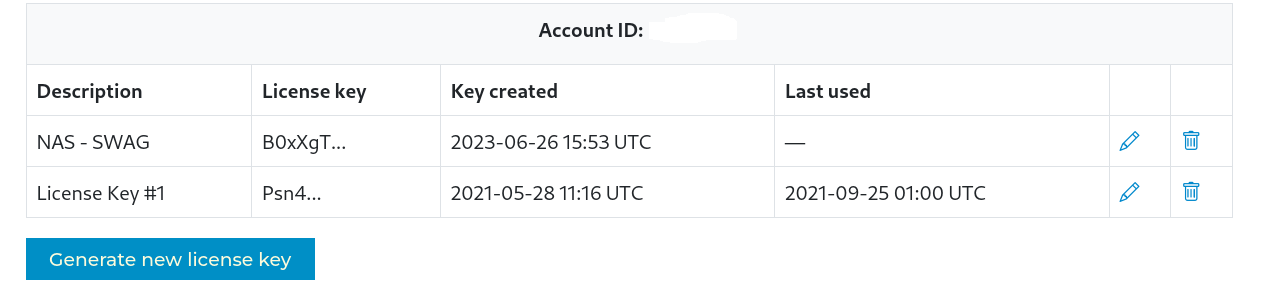 Account ID:
Description License key Key created Last used
NAS - SWAG B0xXgT... 2023-06-26 15:53 UTC —
License Key #1 Psn4... 2021-05-28 11:16 UTC 2021-09-25 01:00 UTC
Generate new license key